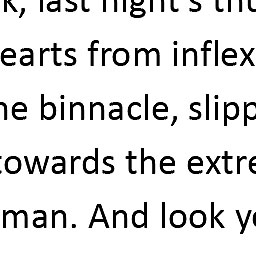 k, last night's thu
earts from inflex
he binnacle, slipp
towards the extre
man. And look yo